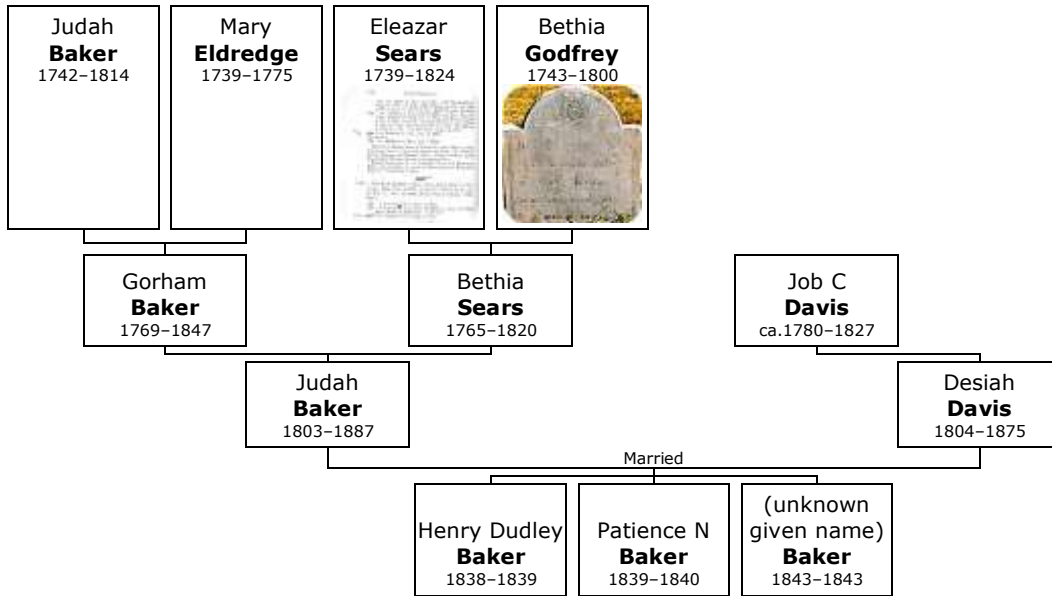 Judah
Baker
1742–1814
Mary
Eldredge
1739–1775
Eleazar
Sears
1739–1824
Bethia
Godfrey
1743–1800
Gorham
Baker
1769–1847
Bethia
Sears
1765–1820
Job C
Davis
ca.1780–1827
Judah
Baker
1803–1887
Desiah
Davis
1804–1875
Married
Henry Dudley
Baker
1838–1839
Patience N
Baker
1839–1840
(unknown
given name)
Baker
1843–1843